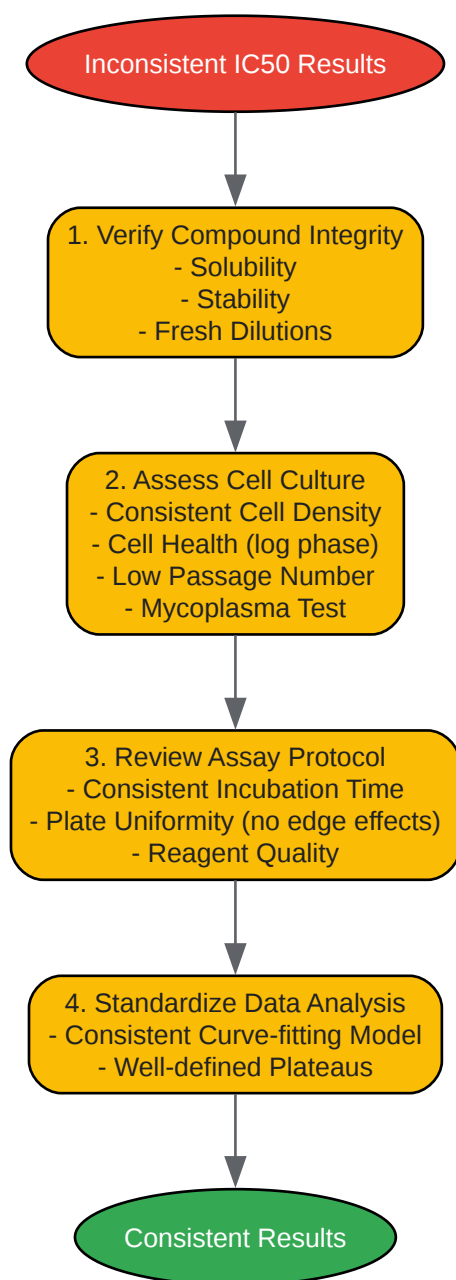 Inconsistent IC50 Results
1. Verify Compound Integrity
- Solubility
- Stability
- Fresh Dilutions
2. Assess Cell Culture
- Consistent Cell Density
- Cell Health (log phase)
- Low Passage Number
- Mycoplasma Test
3. Review Assay Protocol
- Consistent Incubation Time
- Plate Uniformity (no edge effects)
- Reagent Quality
4. Standardize Data Analysis
- Consistent Curve-fitting Model
- Well-defined Plateaus
Consistent Results